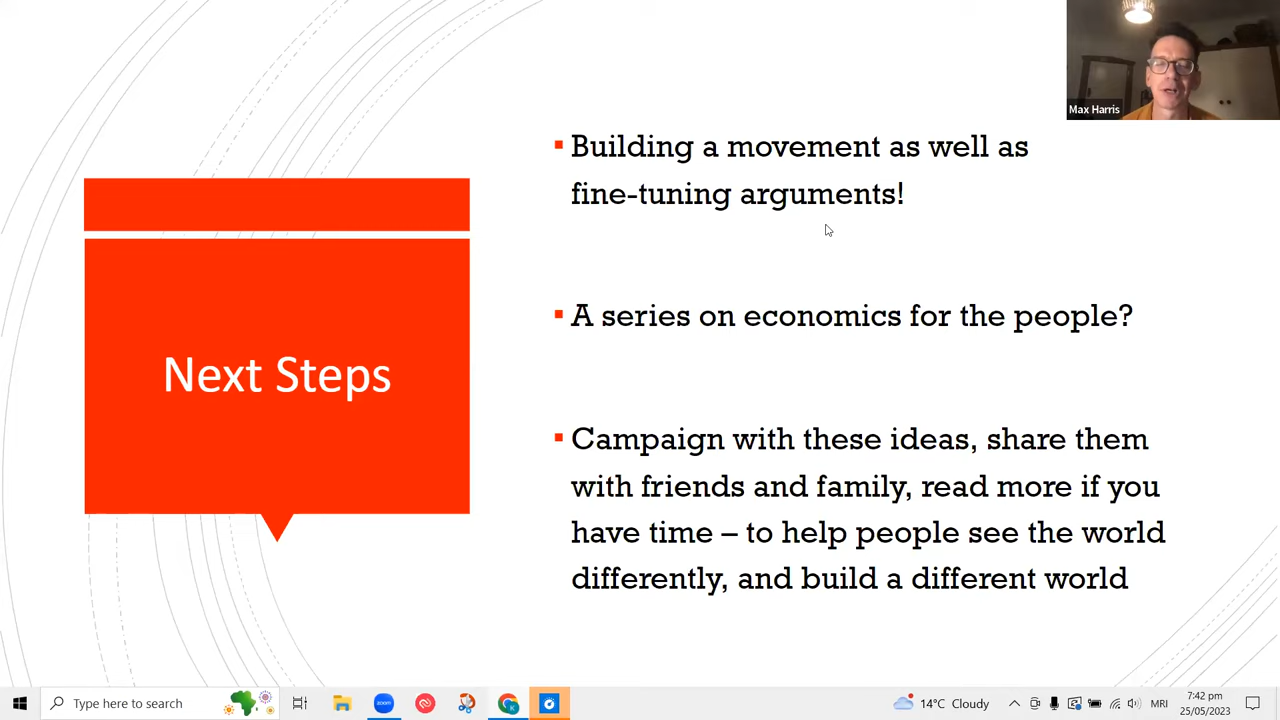 Max Harris
Building a movement as well as
fine-tuning arguments!
A series on economics for the people?
Next Steps
Campaign with these ideas, share them
with friends and family, read more if you
have time – to help people see the world
differently, and build a different world
Type here to search
zoom
K
14°C Cloudy
MRI
7:42 pm
25/05/2023